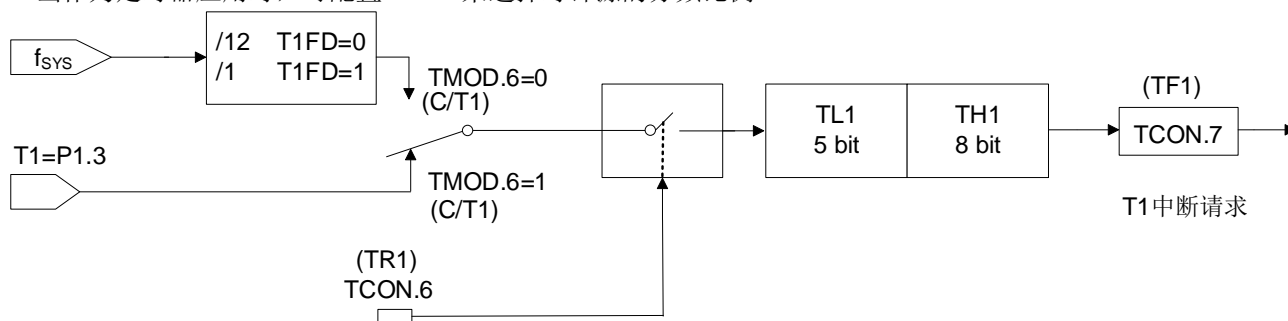 f_SYS
/12 T1FD=0
/1 T1FD=1
TMOD.6=0
(C/T1)
T1=P1.3
TMOD.6=1
(C/T1)
(TR1)
TCON.6
TL1
5 bit
TH1
8 bit
(TF1)
TCON.7
T1中断请求